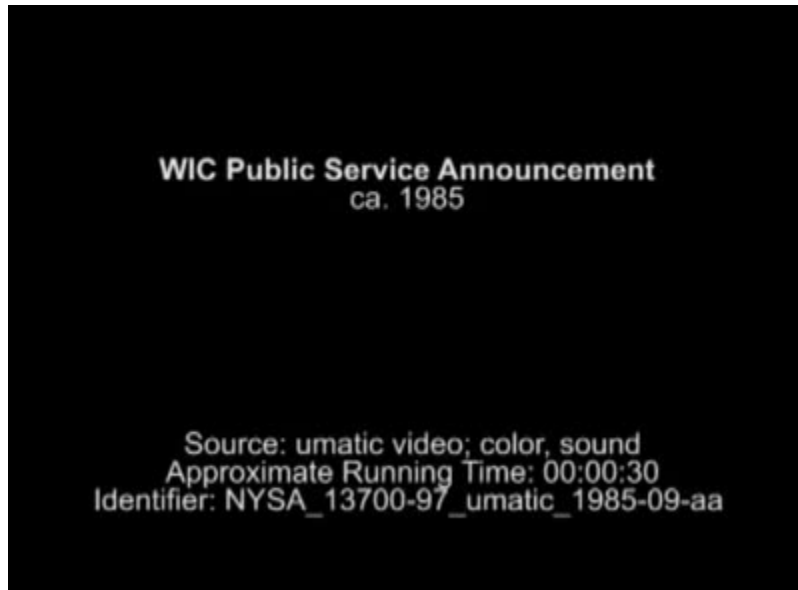 WIC Public Service Announcement
ca. 1985
Source: umatic video; color, sound
Approximate Running Time: 00:00:30
Identifier: NYSA_13700-97_umatic_1985-09-aa